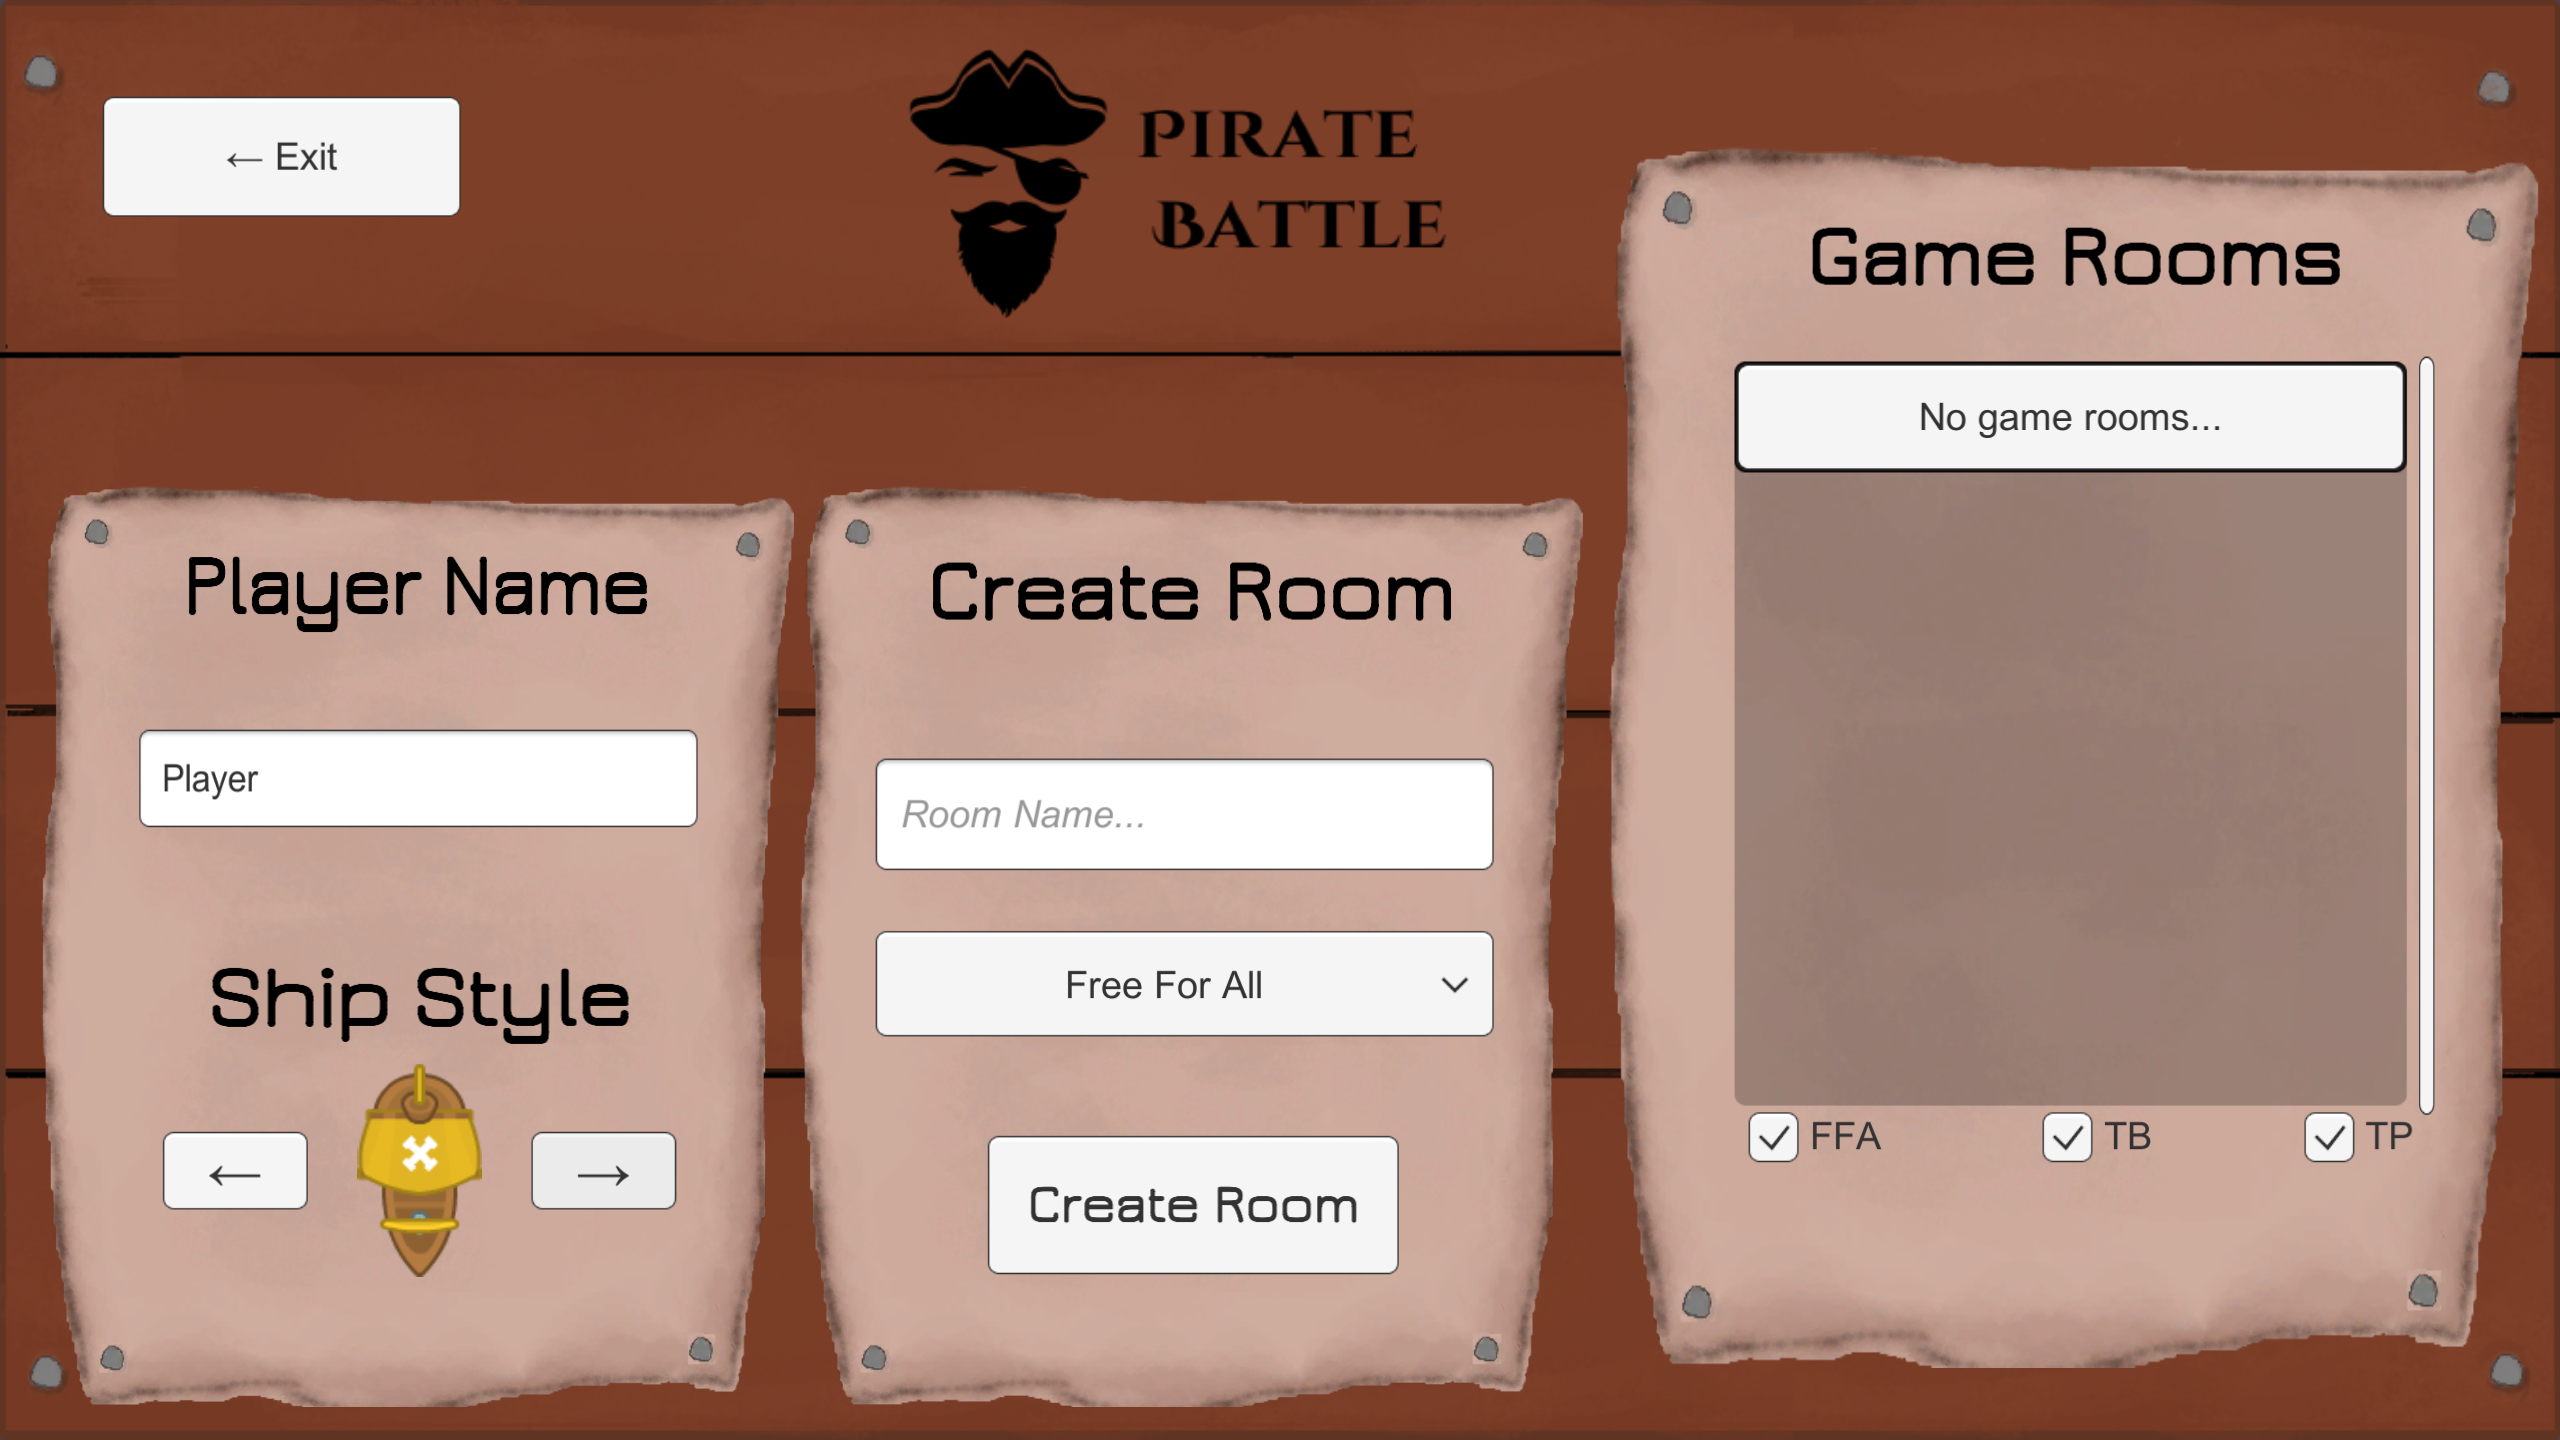 ← Exit
PIRATE
BATTLE
Player Name
Player
Ship Style
←
→
Create Room
Room Name...
Free For All
Create Room
Game Rooms
No game rooms...
FFA
TB
TP